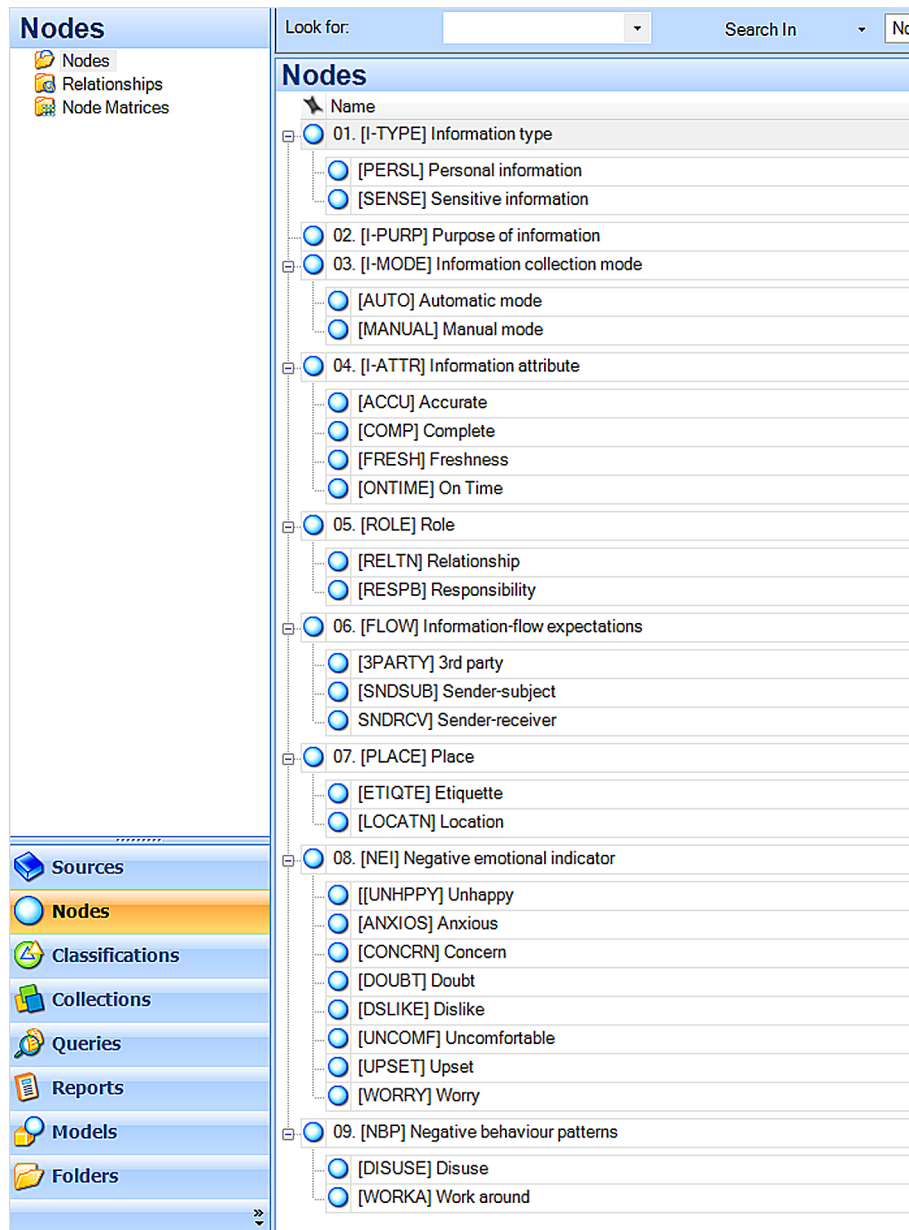 Nodes
Nodes
Relationships
Node Matrices
Sources
Nodes
Classifications
Collections
Queries
Reports
Models
Folders
Look for:
Search In
No
Nodes
Name
01. [I-TYPE] Information type
[PERSL] Personal information
[SENSE] Sensitive information
02. [I-PURP] Purpose of information
03. [I-MODE] Information collection mode
[AUTO] Automatic mode
[MANUAL] Manual mode
04. [I-ATTR] Information attribute
[ACCU] Accurate
[COMP] Complete
[FRESH] Freshness
[ONTIME] On Time
05. [ROLE] Role
[RELTN] Relationship
[RESPB] Responsibility
06. [FLOW] Information-flow expectations
[3PARTY] 3rd party
[SNDSUB] Sender-subject
SNDRCV] Sender-receiver
07. [PLACE] Place
[ETIQTE] Etiquette
[LOCATN] Location
08. [NEI] Negative emotional indicator
[[UNHPPY] Unhappy
[ANXIOS] Anxious
[CONCRN] Concern
[DOUBT] Doubt
[DSLIKE] Dislike
[UNCOMF] Uncomfortable
[UPSET] Upset
[WORRY] Worry
09. [NBP] Negative behaviour patterns
[DISUSE] Disuse
[WORKA] Work around